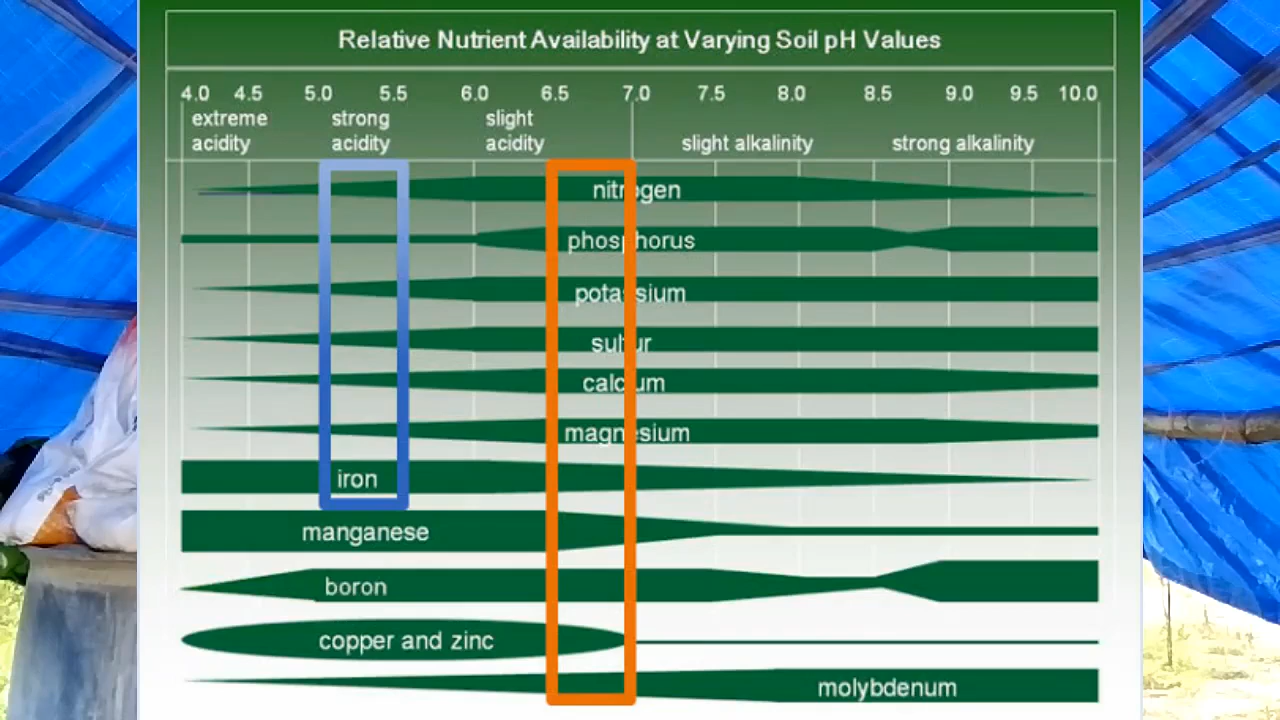 Relative Nutrient Availability at Varying Soil pH Values
4.0 4.5 5.0 5.5 6.0 6.5 7.0 7.5 8.0 8.5 9.0 9.5 10.0
extreme acidity
strong acidity
slight acidity
slight alkalinity
strong alkalinity
nitrogen
phosphorus
potassium
sulfur
calcium
magnesium
iron
manganese
boron
copper and zinc
molybdenum